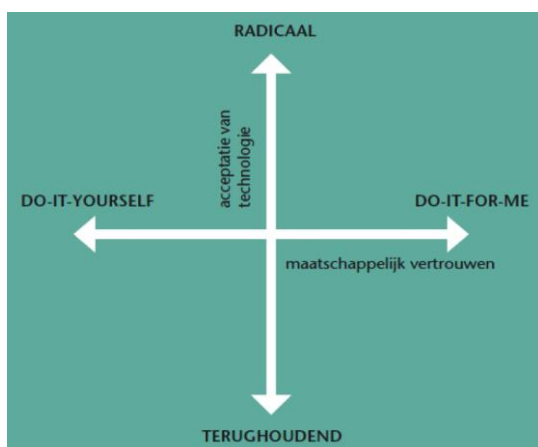 RADICAAL
acceptatie van
technologie
DO-IT-YOURSELF
DO-IT-FOR-ME
maatschappelijk vertrouwen
TERUGHOUDEND